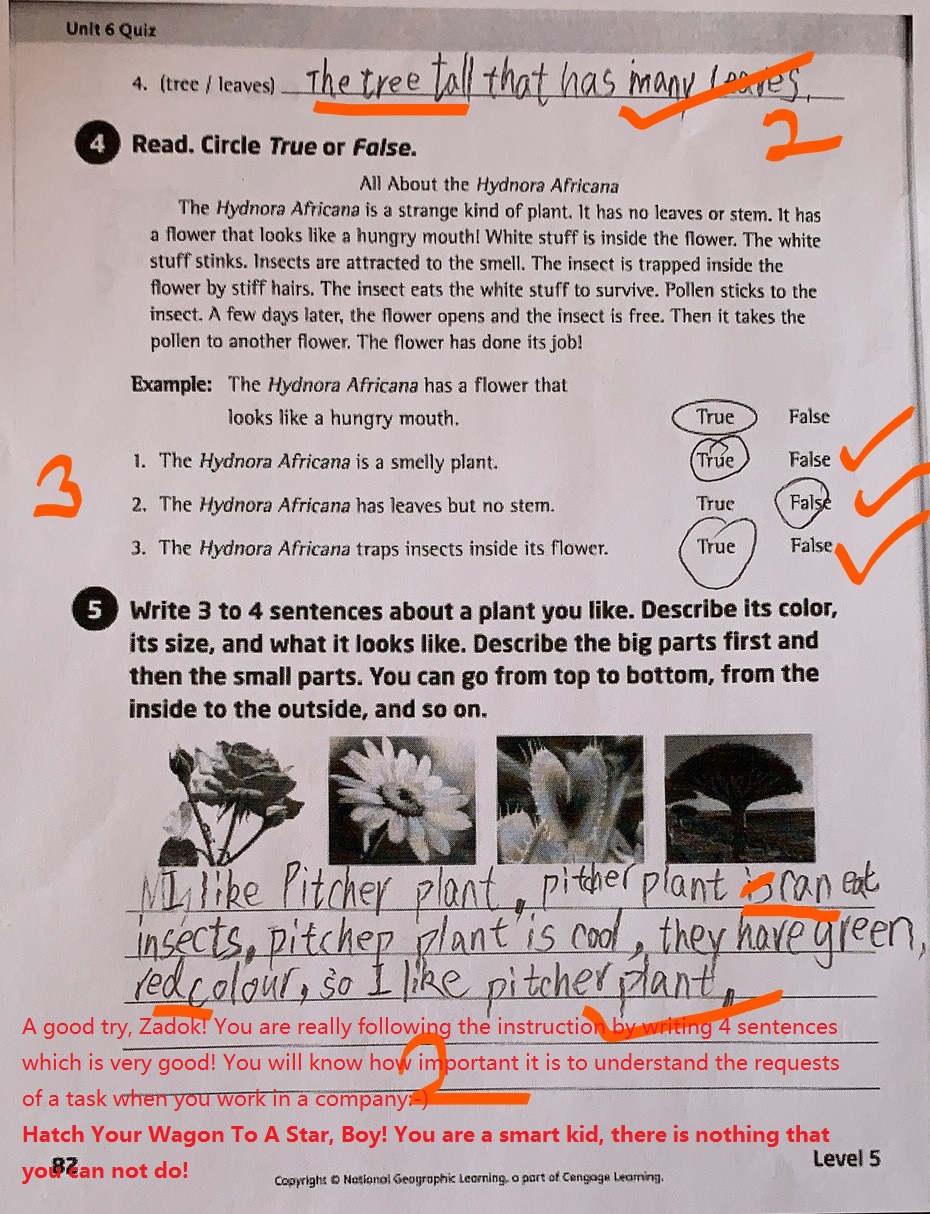 Unit 6 Quiz
4. (tree / leaves) The tree tall that has many leaves.
2
4 Read. Circle True or False.
All About the Hydnora Africana
The Hydnora Africana is a strange kind of plant. It has no leaves or stem. It has
a flower that looks like a hungry mouth! White stuff is inside the flower. The white
stuff stinks. Insects are attracted to the smell. The insect is trapped inside the
flower by stiff hairs. The insect eats the white stuff to survive. Pollen sticks to the
insect. A few days later, the flower opens and the insect is free. Then it takes the
pollen to another flower. The flower has done its job!
Example: The Hydnora Africana has a flower that
looks like a hungry mouth. True False
1. The Hydnora Africana is a smelly plant. True False
3
2. The Hydnora Africana has leaves but no stem. True False
3. The Hydnora Africana traps insects inside its flower. True False
5 Write 3 to 4 sentences about a plant you like. Describe its color,
its size, and what it looks like. Describe the big parts first and
then the small parts. You can go from top to bottom, from the
inside to the outside, and so on.
I like Pitcher plant, pitcher plant is can eat
insects, pitcher plant is cool, they have green,
red colour, so I like pitcher plant.
A good try, Zadok! You are really following the instruction by writing 4 sentences
which is very good! You will know how important it is to understand the requests
of a task when you work in a company:-)
2
Hatch Your Wagon To A Star, Boy! You are a smart kid, there is nothing that
you can not do!
82
Level 5
Copyright © National Geographic Learning, a part of Cengage Learning.